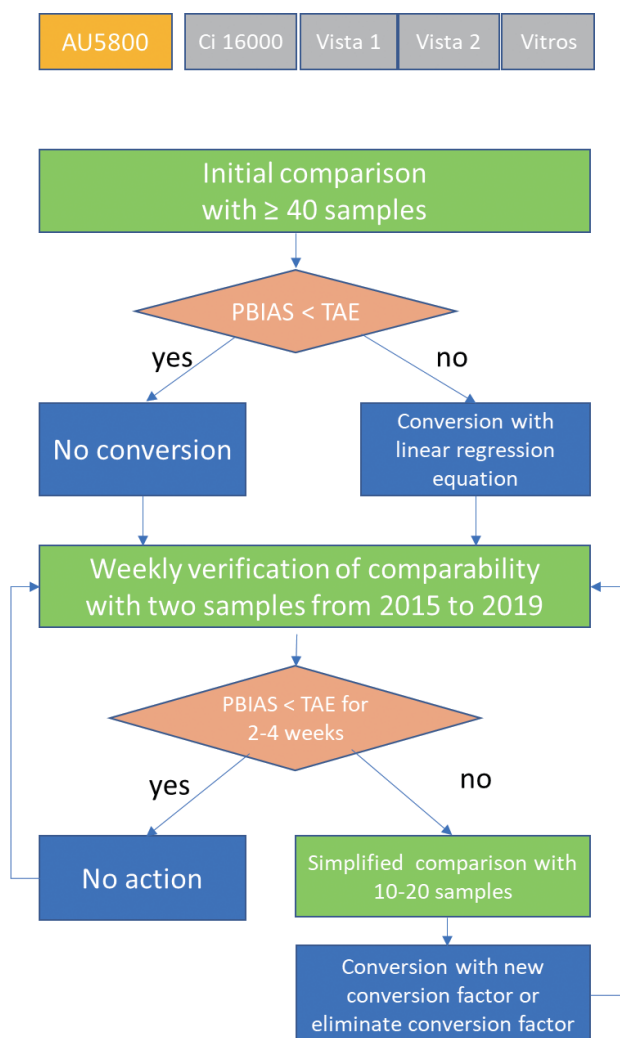 AU5800
Ci 16000
Vista 1
Vista 2
Vitros
Initial comparison
with ≥ 40 samples
PBIAS < TAE
yes
no
No conversion
Conversion with
linear regression
equation
Weekly verification of comparability
with two samples from 2015 to 2019
PBIAS < TAE for
2-4 weeks
yes
no
No action
Simplified comparison with
10-20 samples
Conversion with new
conversion factor or
eliminate conversion factor